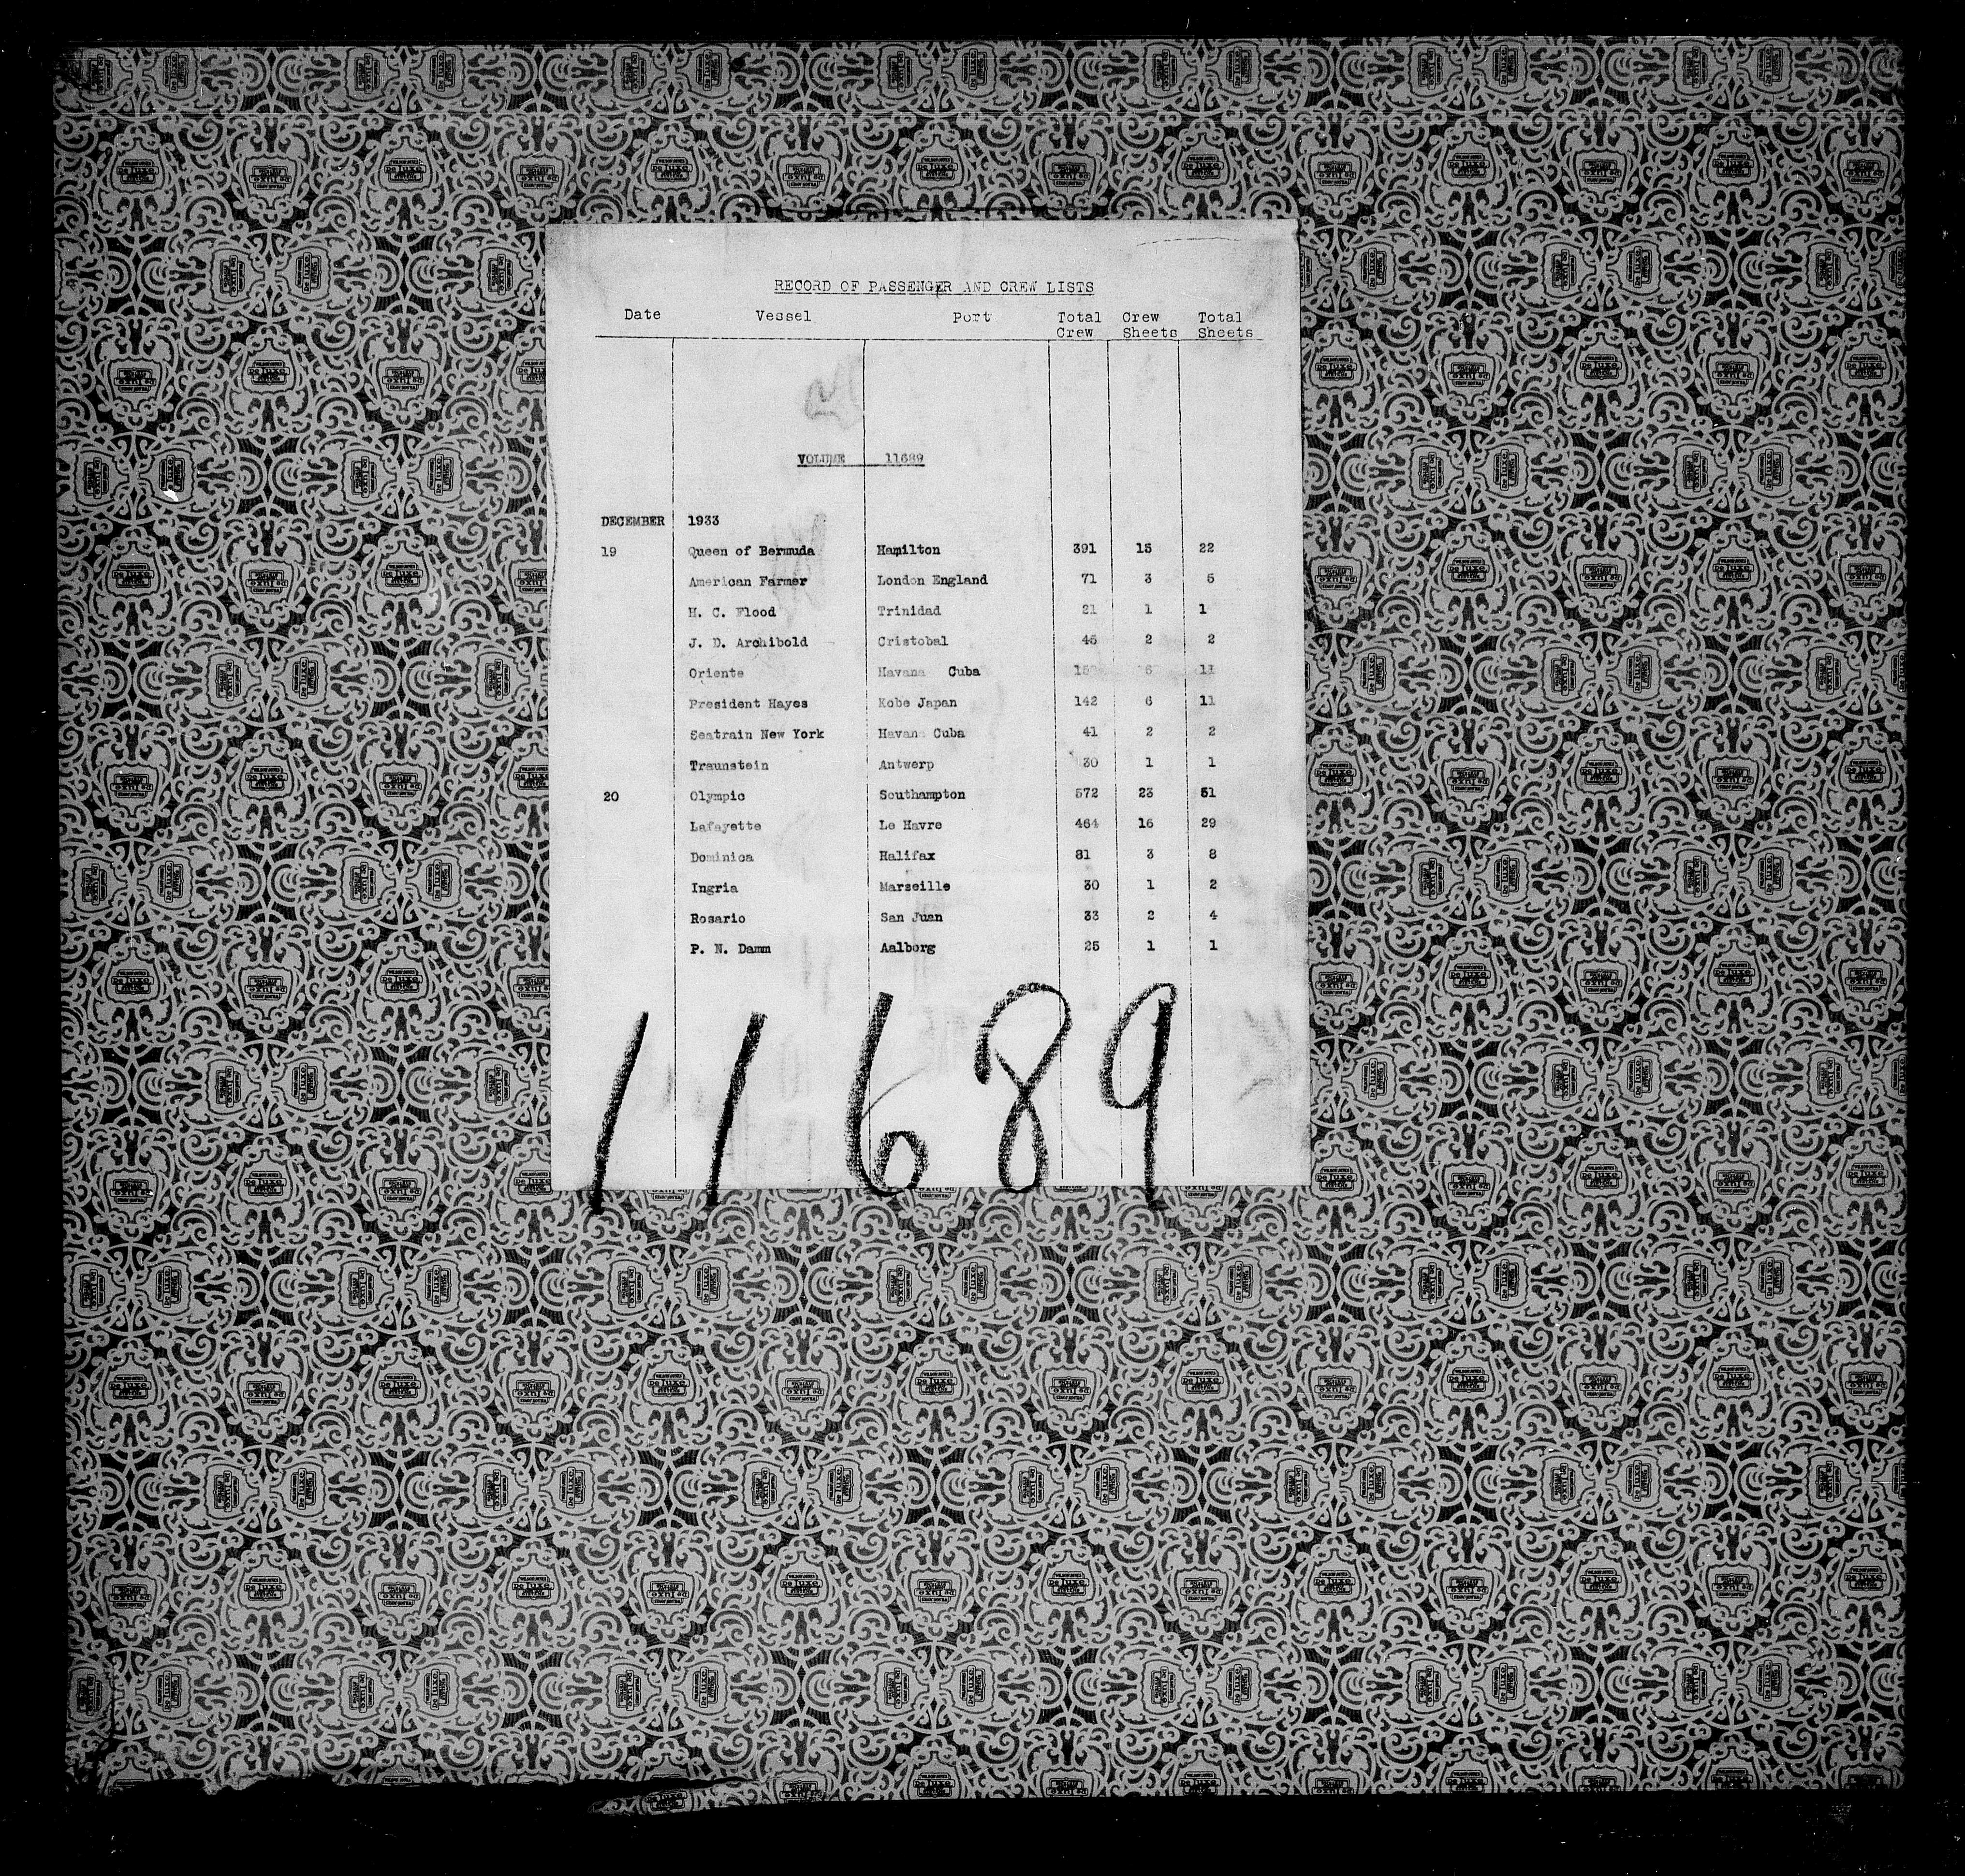 RECORD OF PASSENGER AND CREW LISTS
Date Vessel Port Total Crew Total
Crew Sheets Sheets
VOLUME 11689
DECEMBER 1933
19 Queen of Bermuda Hamilton 391 15 22
American Farmer London England 71 3 5
H. C. Flood Trinidad 21 1 1
J. D. Archibold Cristobal 45 2 2
Oriente Havana Cuba 6 11
President Hayes Kobe Japan 142 6 11
Seatrain New York Havana Cuba 41 2 2
Traunstein Antwerp 30 1 1
20 Olympic Southampton 572 23 51
Lafayette Le Havre 464 16 29
Dominica Halifax 81 3 8
Ingria Marseille 30 1 2
Rosario San Juan 33 2 4
P. N. Damm Aalborg 25 1 1
11689